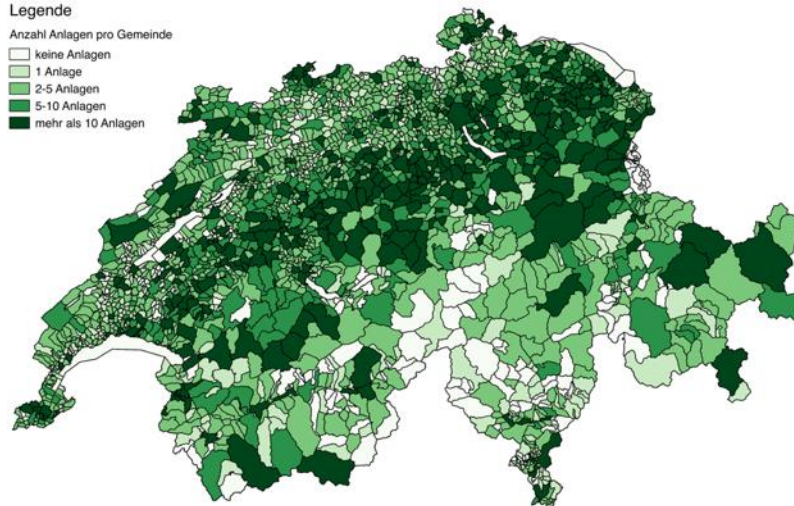 Legende
Anzahl Anlagen pro Gemeinde
keine Anlagen
1 Anlage
2-5 Anlagen
5-10 Anlagen
mehr als 10 Anlagen